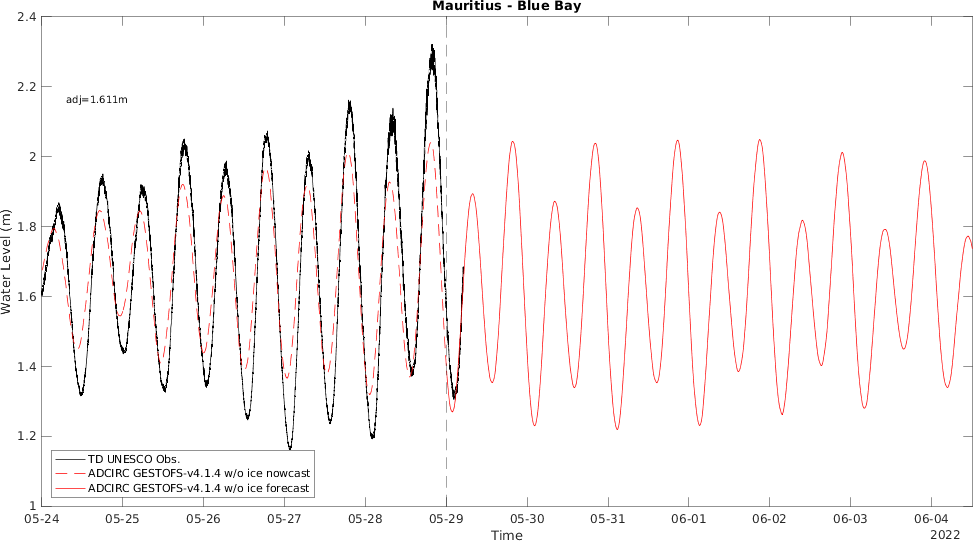 Mauritius - Blue Bay
2.4
2.2
2
1.8
1.6
1.4
1.2
1
Water Level (m)
adj=1.611m
TD UNESCO Obs.
ADCIRC GESTOFS-v4.1.4 w/o ice nowcast
ADCIRC GESTOFS-v4.1.4 w/o ice forecast
05-24 05-25 05-26 05-27 05-28 05-29 05-30 05-31 06-01 06-02 06-03 06-04
Time
2022